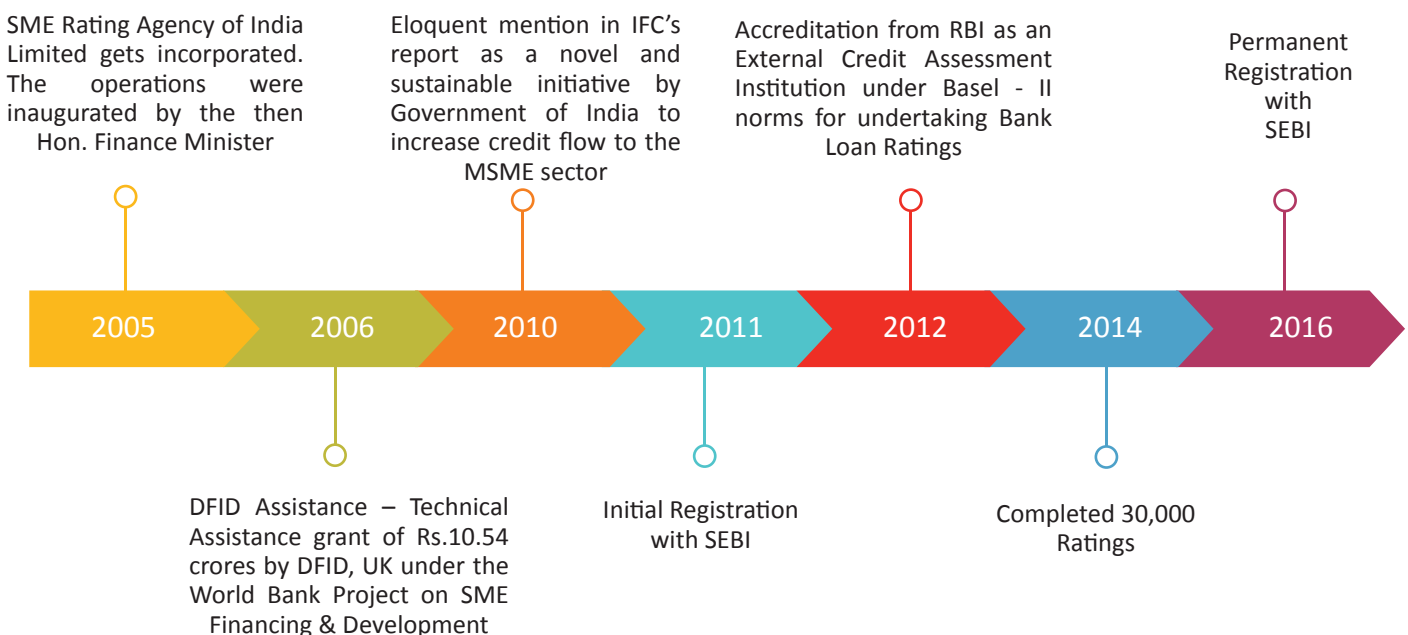 SME Rating Agency of India
Limited gets incorporated.
The operations were
inaugurated by the then
Hon. Finance Minister
Eloquent mention in IFC's
report as a novel and
sustainable initiative by
Government of India to
increase credit flow to the
MSME sector
Accreditation from RBI as an
External Credit Assessment
Institution under Basel - II
norms for undertaking Bank
Loan Ratings
Permanent
Registration
with
SEBI
2005
2006
2010
2011
2012
2014
2016
DFID Assistance – Technical
Assistance grant of Rs.10.54
crores by DFID, UK under the
World Bank Project on SME
Financing & Development
Initial Registration
with SEBI
Completed 30,000
Ratings